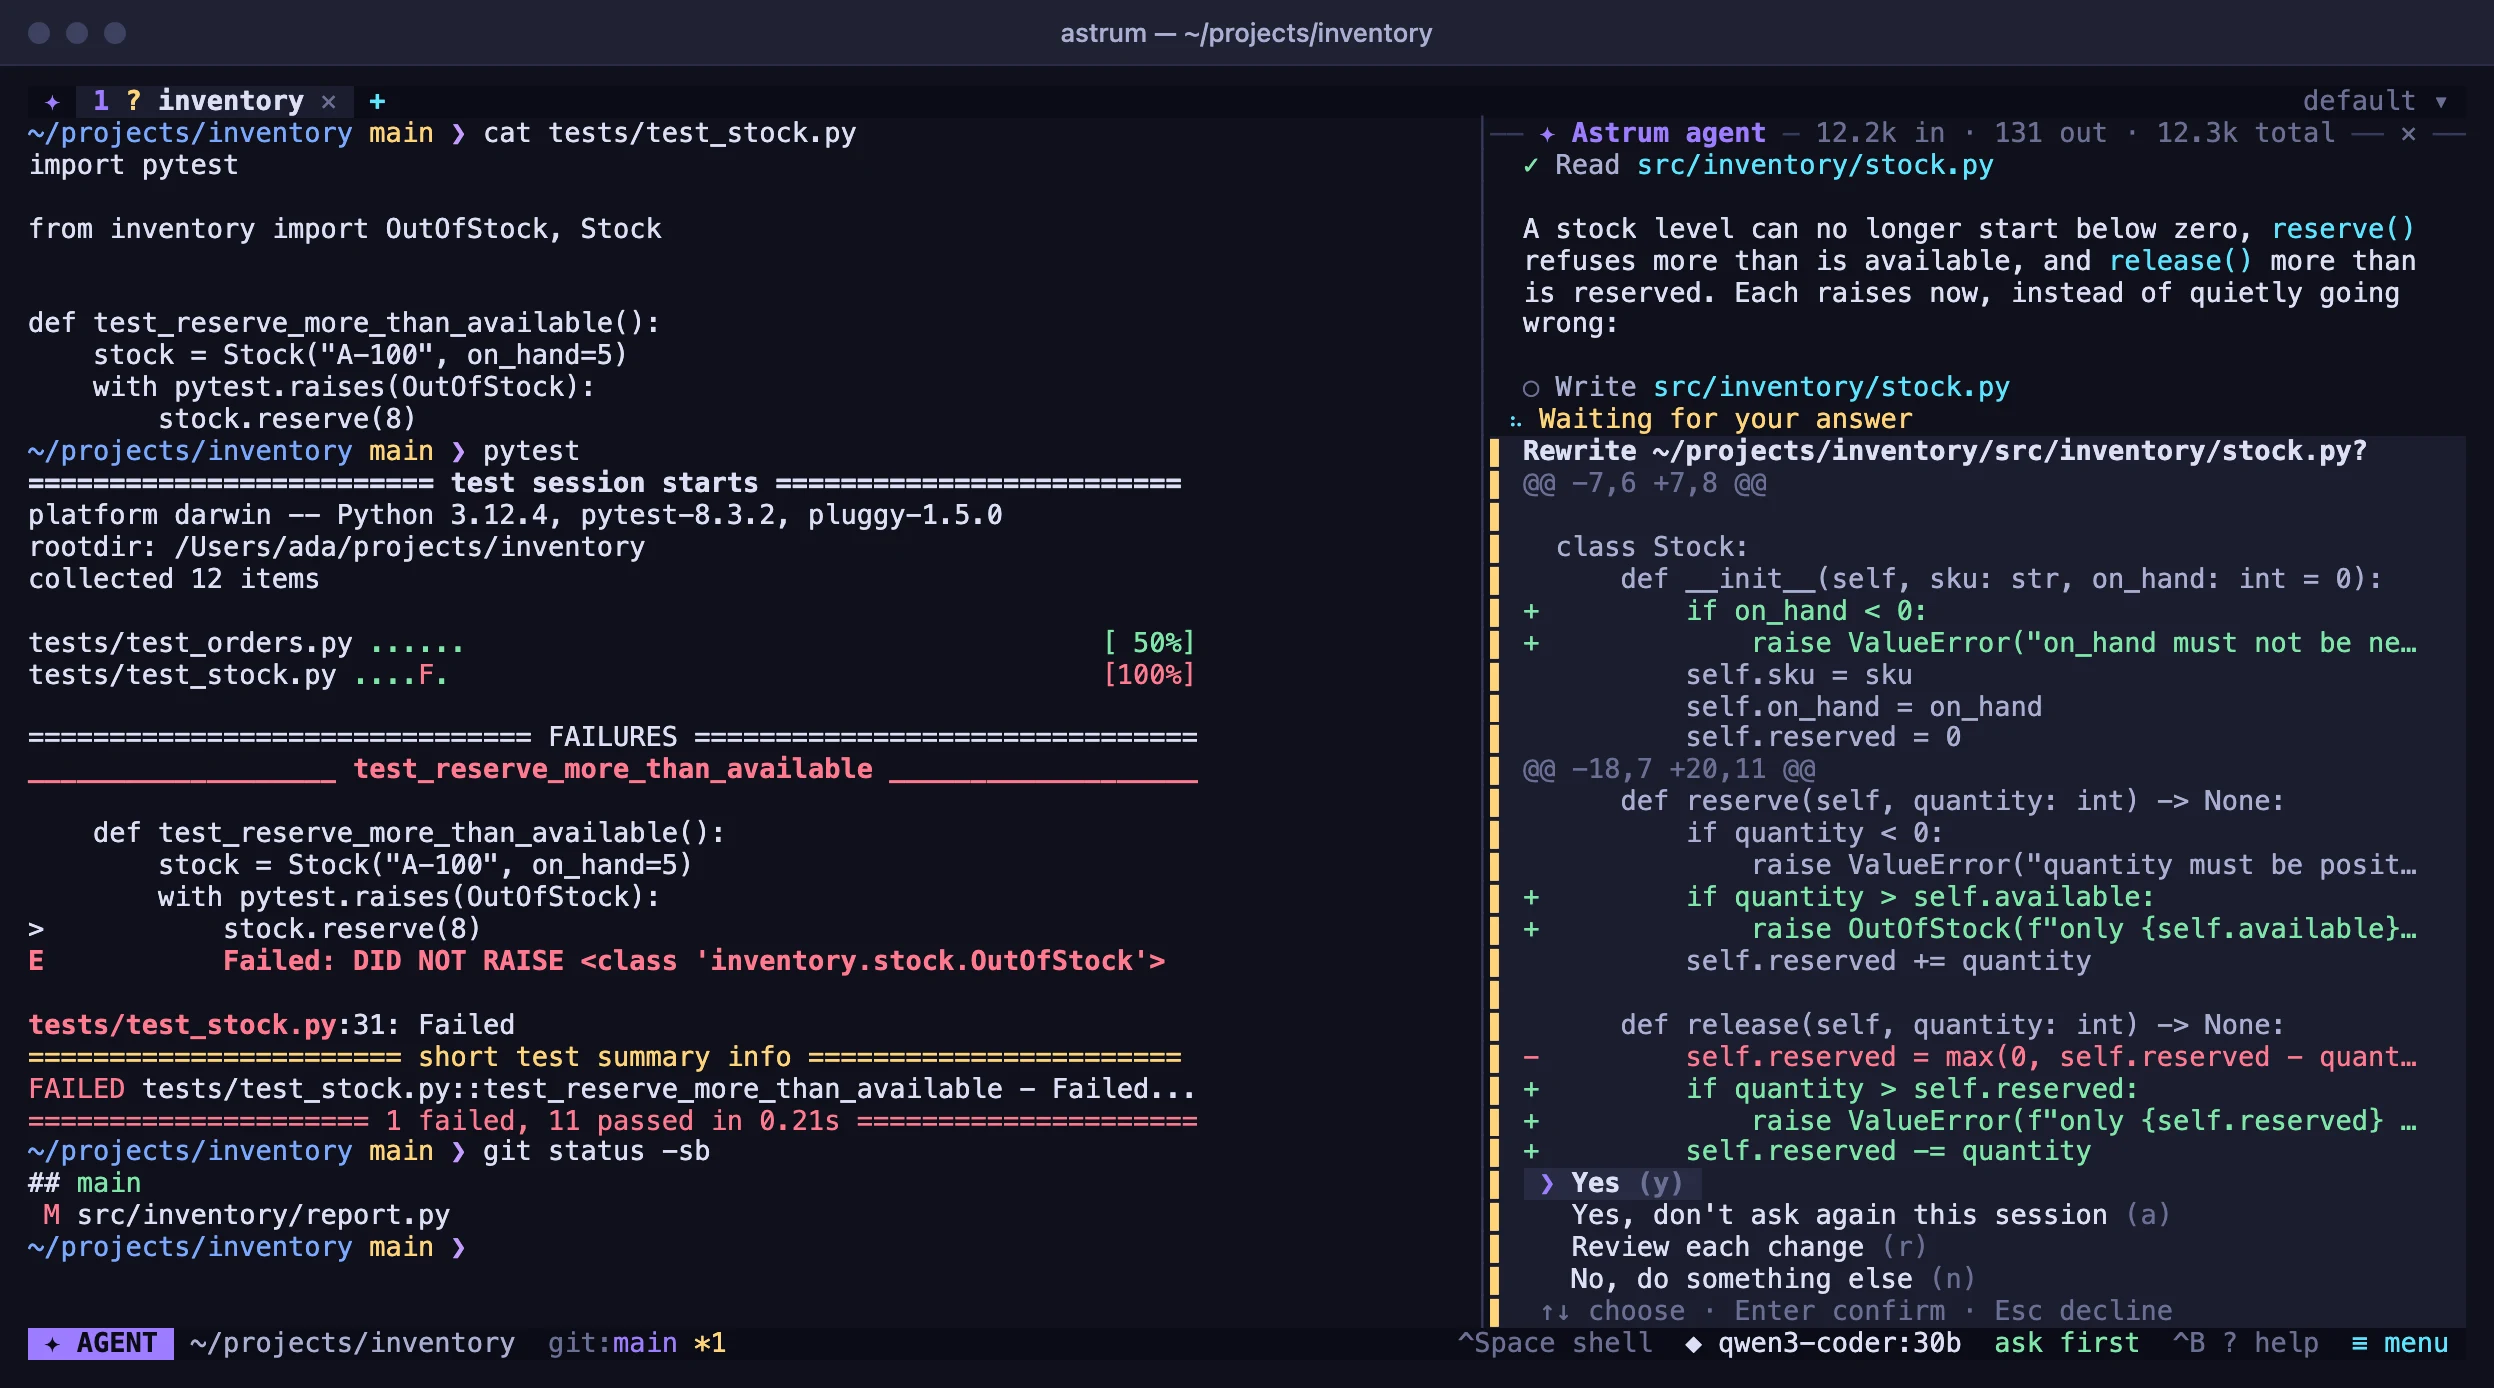 astrum — ~/projects/inventory
✦ 1 ? inventory × +
default ▾
~/projects/inventory main ❯ cat tests/test_stock.py
import pytest

from inventory import OutOfStock, Stock


def test_reserve_more_than_available():
    stock = Stock("A-100", on_hand=5)
    with pytest.raises(OutOfStock):
        stock.reserve(8)
~/projects/inventory main ❯ pytest
========================= test session starts =========================
platform darwin -- Python 3.12.4, pytest-8.3.2, pluggy-1.5.0
rootdir: /Users/ada/projects/inventory
collected 12 items

tests/test_orders.py ...... [ 50%]
tests/test_stock.py ....F. [100%]

=============================== FAILURES ===============================
___________________ test_reserve_more_than_available ___________________

    def test_reserve_more_than_available():
        stock = Stock("A-100", on_hand=5)
        with pytest.raises(OutOfStock):
>           stock.reserve(8)
E           Failed: DID NOT RAISE <class 'inventory.stock.OutOfStock'>

tests/test_stock.py:31: Failed
======================= short test summary info =======================
FAILED tests/test_stock.py::test_reserve_more_than_available - Failed...
===================== 1 failed, 11 passed in 0.21s =====================
~/projects/inventory main ❯ git status -sb
## main
 M src/inventory/report.py
~/projects/inventory main ❯
── ✦ Astrum agent — 12.2k in · 131 out · 12.3k total ── × ──
✓ Read src/inventory/stock.py

A stock level can no longer start below zero, reserve()
refuses more than is available, and release() more than
is reserved. Each raises now, instead of quietly going
wrong:

○ Write src/inventory/stock.py
Waiting for your answer
Rewrite ~/projects/inventory/src/inventory/stock.py?
@@ -7,6 +7,8 @@

  class Stock:
      def __init__(self, sku: str, on_hand: int = 0):
+         if on_hand < 0:
+             raise ValueError("on_hand must not be ne…
          self.sku = sku
          self.on_hand = on_hand
          self.reserved = 0
@@ -18,7 +20,11 @@
      def reserve(self, quantity: int) -> None:
          if quantity < 0:
              raise ValueError("quantity must be posit…
+         if quantity > self.available:
+             raise OutOfStock(f"only {self.available}…
          self.reserved += quantity

      def release(self, quantity: int) -> None:
-         self.reserved = max(0, self.reserved - quant…
+         if quantity > self.reserved:
+             raise ValueError(f"only {self.reserved} …
+         self.reserved -= quantity
❯ Yes (y)
  Yes, don't ask again this session (a)
  Review each change (r)
  No, do something else (n)
↑↓ choose · Enter confirm · Esc decline
✦ AGENT ~/projects/inventory git:main *1
^Space shell ◆ qwen3-coder:30b ask first ^B ? help ≡ menu